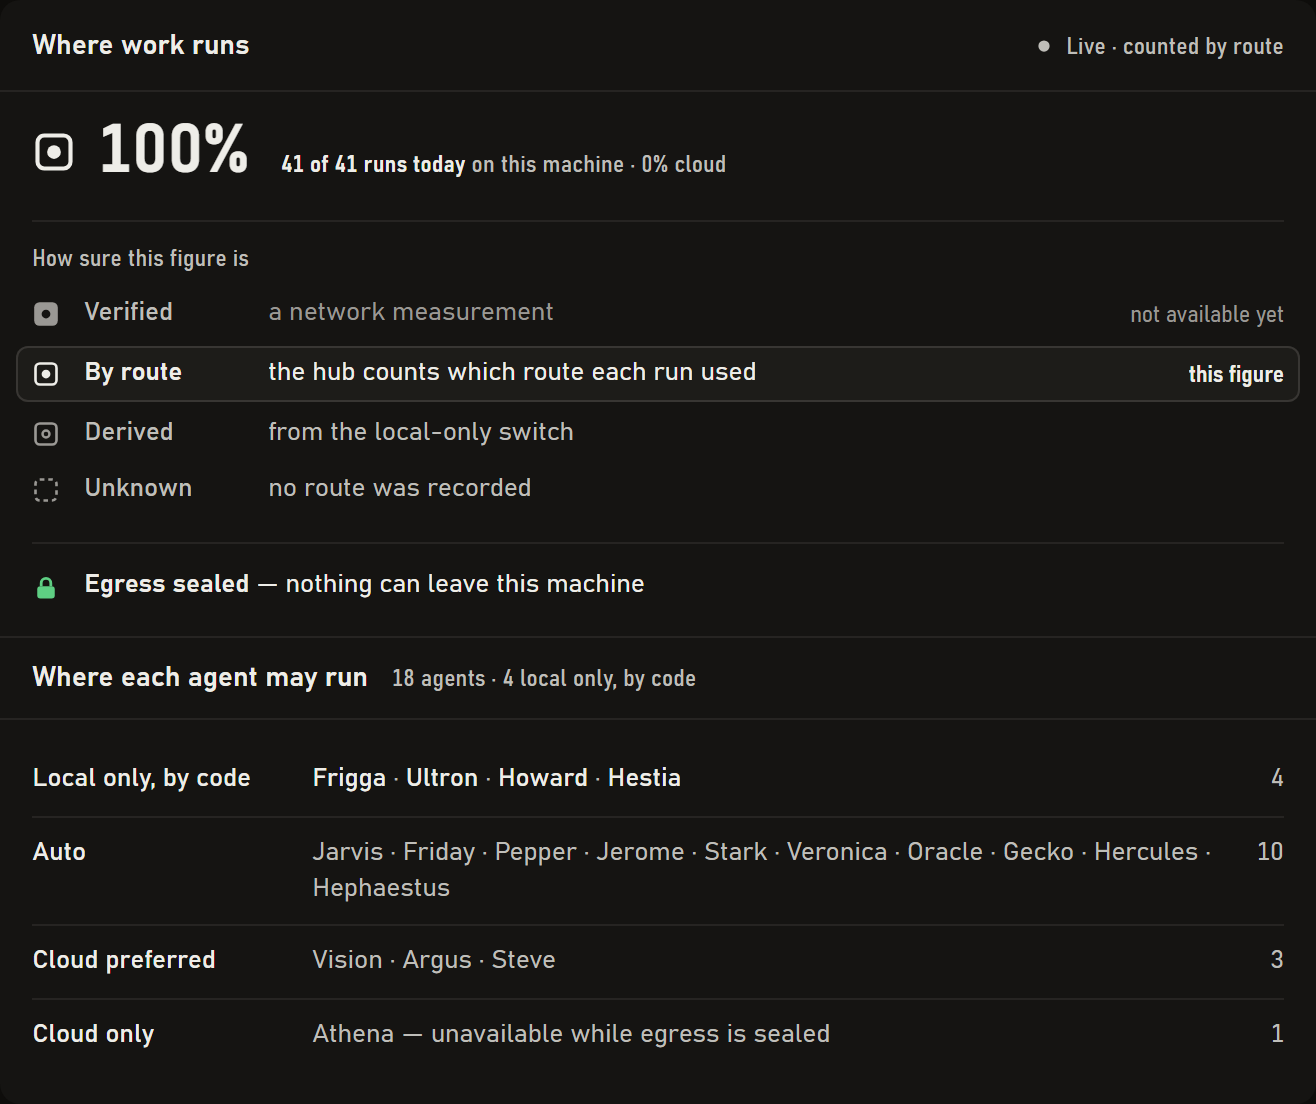 Where work runs
Live · counted by route
100%
41 of 41 runs today on this machine · 0% cloud
How sure this figure is
Verified a network measurement not available yet
By route the hub counts which route each run used this figure
Derived from the local-only switch
Unknown no route was recorded
Egress sealed — nothing can leave this machine
Where each agent may run 18 agents · 4 local only, by code
Local only, by code Frigga · Ultron · Howard · Hestia 4
Auto Jarvis · Friday · Pepper · Jerome · Stark · Veronica · Oracle · Gecko · Hercules · 10
Hephaestus
Cloud preferred Vision · Argus · Steve 3
Cloud only Athena — unavailable while egress is sealed 1